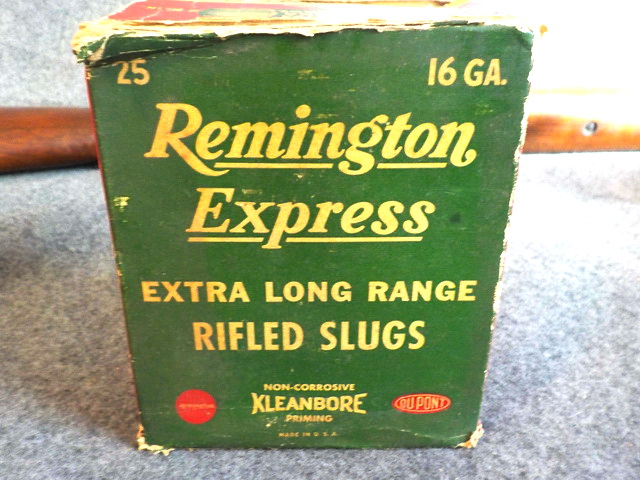 25 16 GA.
Remington
Express
EXTRA LONG RANGE
RIFLED SLUGS
NON-CORROSIVE
KLEANBORE
PRIMING
DU PONT
MADE IN U.S.A.